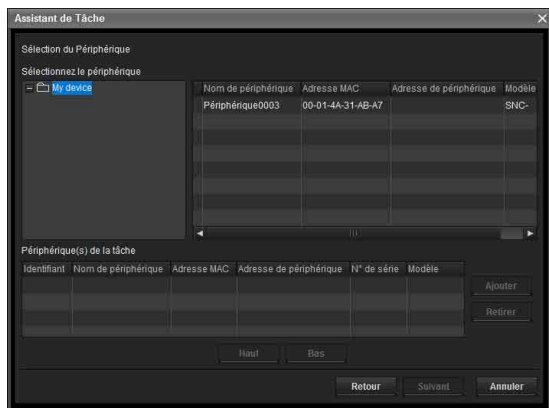 Assistant de Tâche
Sélection du Périphérique
Sélectionnez le périphérique
My device
Nom de périphérique Adresse MAC Adresse de périphérique Modèle
Périphérique0003 00-01-4A-31-AB-A7 SNC-
Périphérique(s) de la tâche
Identifiant Nom de périphérique Adresse MAC Adresse de périphérique N° de série Modèle
Ajouter
Retirer
Haut Bas
Retour Suivant Annuler